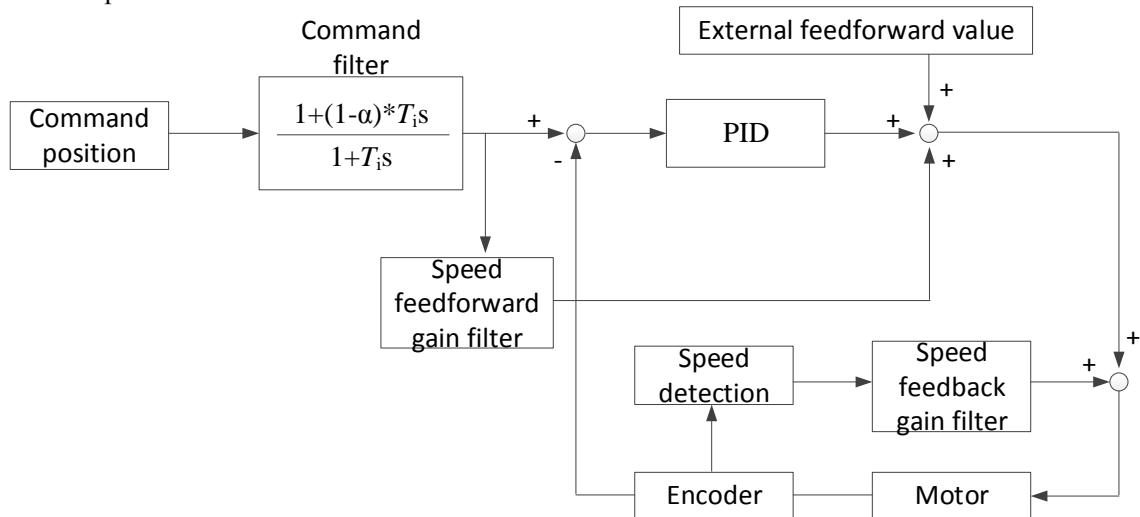 Command
filter
External feedforward value
Command
position
1+(1-α)*Tis
1+Tis
+
-
PID
+
+
+
Speed
feedforward
gain filter
Speed
detection
Speed
feedback
gain filter
+
+
Encoder
Motor